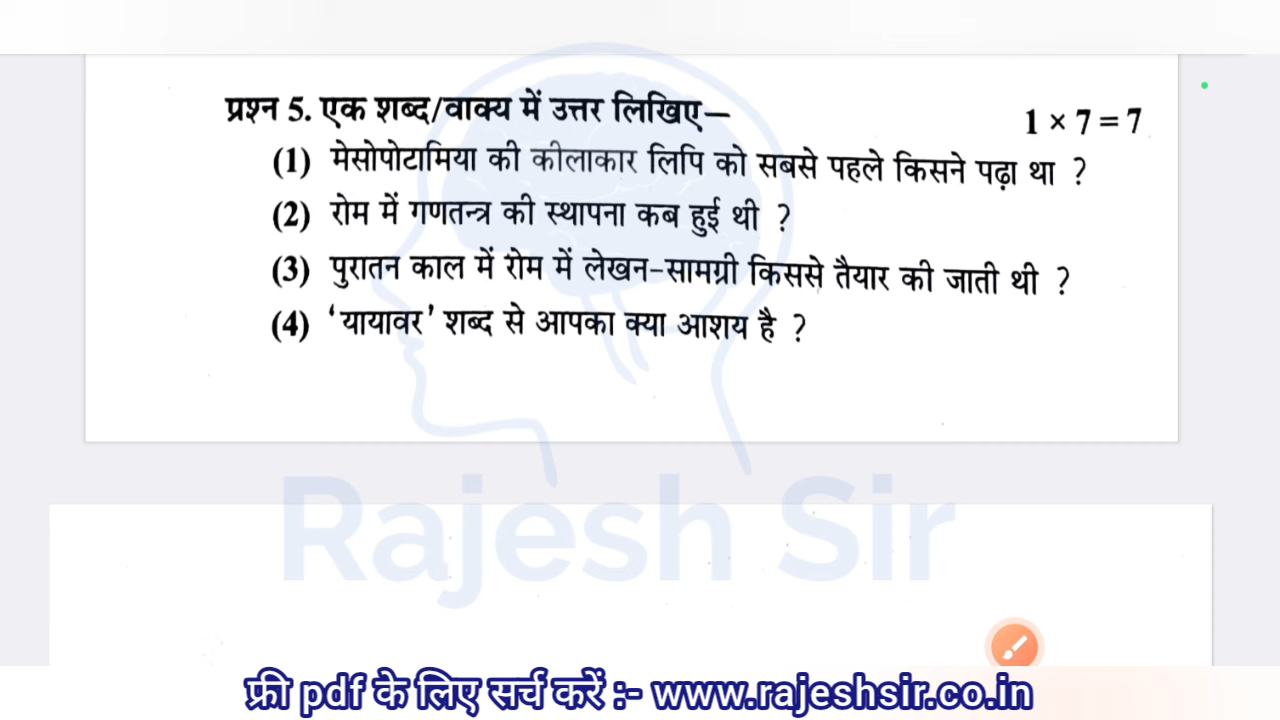 प्रश्न 5. एक शब्द/वाक्य में उत्तर लिखिए– 1 × 7 = 7
(1) मेसोपोटामिया की कीलाकार लिपि को सबसे पहले किसने पढ़ा था ?
(2) रोम में गणतन्त्र की स्थापना कब हुई थी ?
(3) पुरातन काल में रोम में लेखन-सामग्री किससे तैयार की जाती थी ?
(4) ‘यायावर’ शब्द से आपका क्या आशय है ?
Rajesh Sir
फ्री pdf के लिए सर्च करें :- www.rajeshsir.co.in